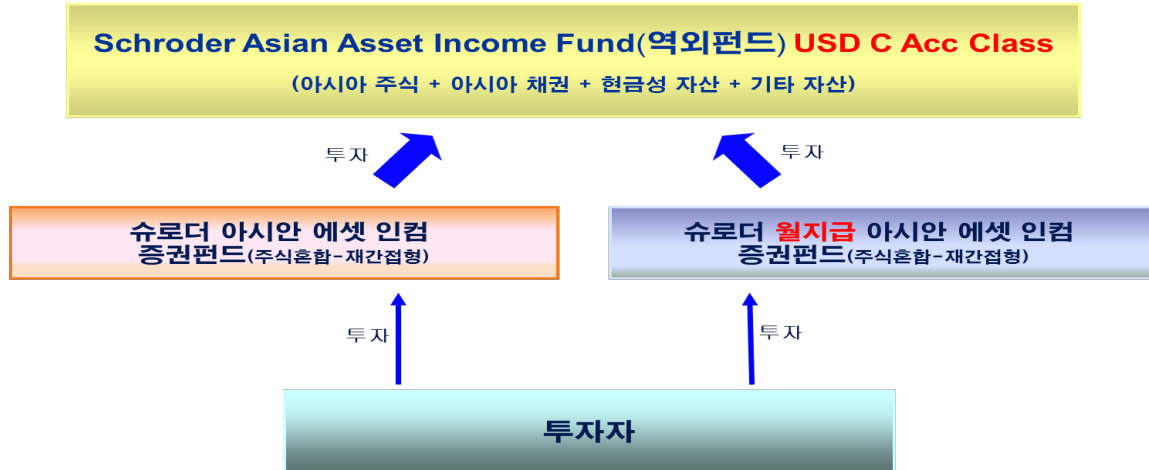 Schroder Asian Asset Income Fund(역외펀드) USD C Acc Class
(아시아 주식 + 아시아 채권 + 현금성 자산 + 기타 자산)
투자
투자
슈로더 아시안 에셋 인컴
증권펀드(주식혼합-재간접형)
슈로더 월지급 아시안 에셋 인컴
증권펀드(주식혼합-재간접형)
투자
투자
투자자